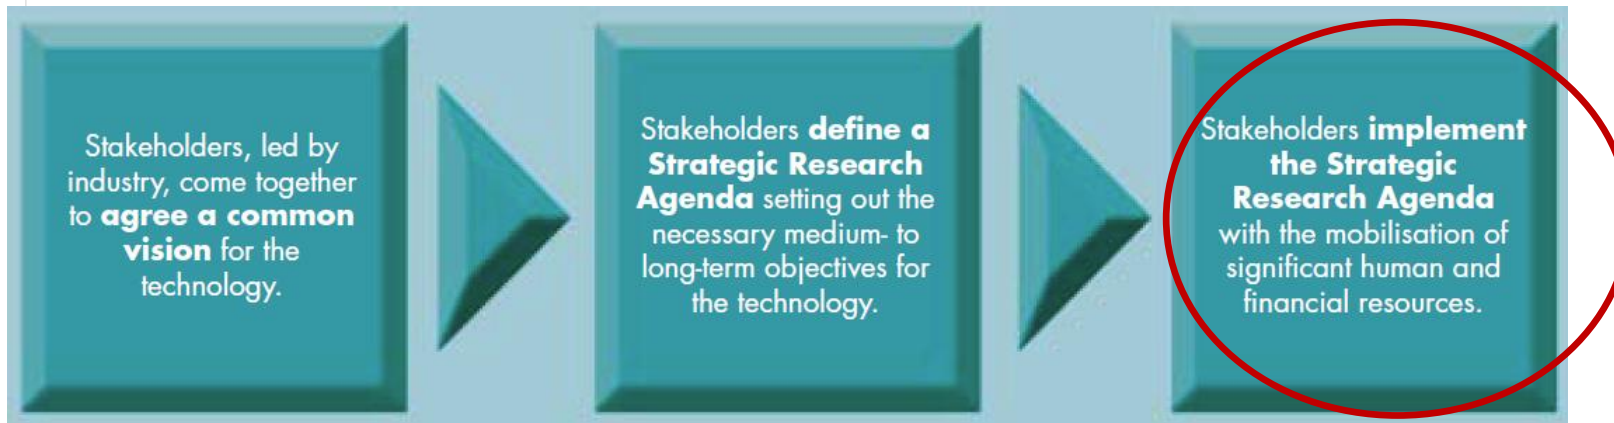 Stakeholders, led by
industry, come together
to agree a common
vision for the
technology.
Stakeholders define a
Strategic Research
Agenda setting out the
necessary medium- to
long-term objectives for
the technology.
Stakeholders implement
the Strategic
Research Agenda
with the mobilisation of
significant human and
financial resources.